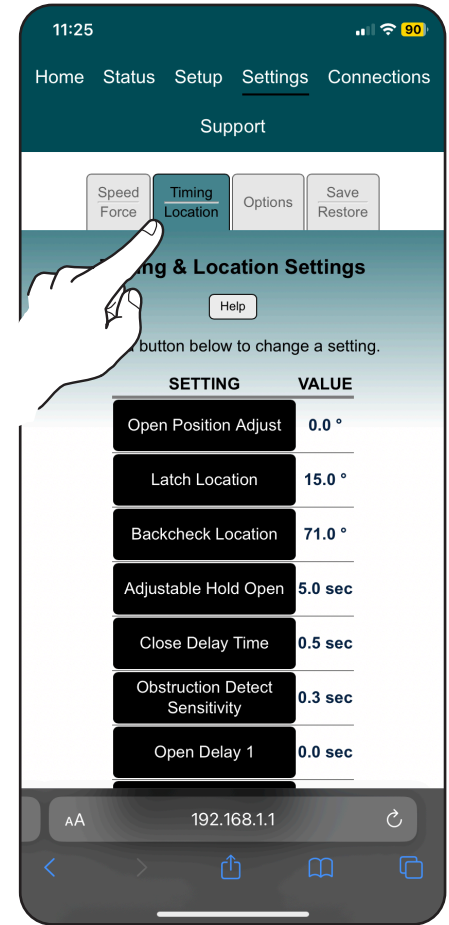 11:25
90
Home Status Setup Settings Connections
Support
Speed
Force
Timing
Location
Options
Save
Restore
& Location Settings
Help
button below to change a setting.
SETTING VALUE
Open Position Adjust 0.0 °
Latch Location 15.0 °
Backcheck Location 71.0 °
Adjustable Hold Open 5.0 sec
Close Delay Time 0.5 sec
Obstruction Detect
Sensitivity 0.3 sec
Open Delay 1 0.0 sec
AA 192.168.1.1